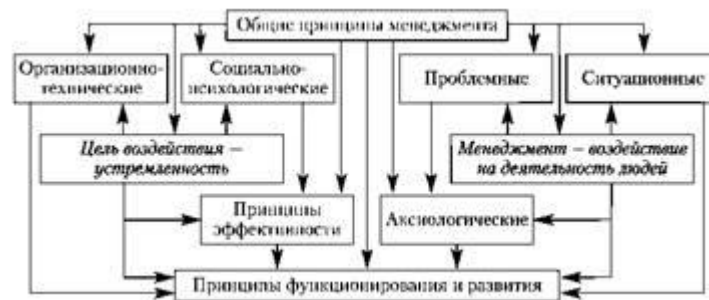 Общие принципы менеджмента
Организационно-
технические
Социально-
психологические
Проблемные
Ситуационные
Цель воздействия –
устремленность
Менеджмент – воздействие
на деятельность людей
Принципы
эффективности
Аксиологические
Принципы функционирования и развития